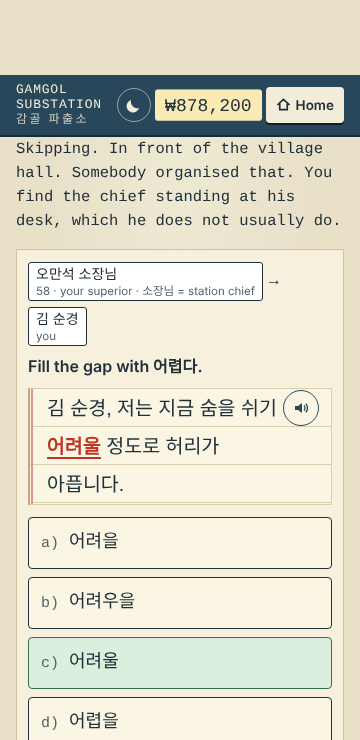 GAMGOL
SUBSTATION
감골 파출소
₩878,200
Home
Skipping. In front of the village
hall. Somebody organised that. You
find the chief standing at his
desk, which he does not usually do.
오만석 소장님
58 · your superior · 소장님 = station chief
→
김 순경
you
Fill the gap with 어렵다.
김 순경, 저는 지금 숨을 쉬기
어려울 정도로 허리가
아픕니다.
a) 어려을
b) 어려우을
c) 어려울
d) 어렵을